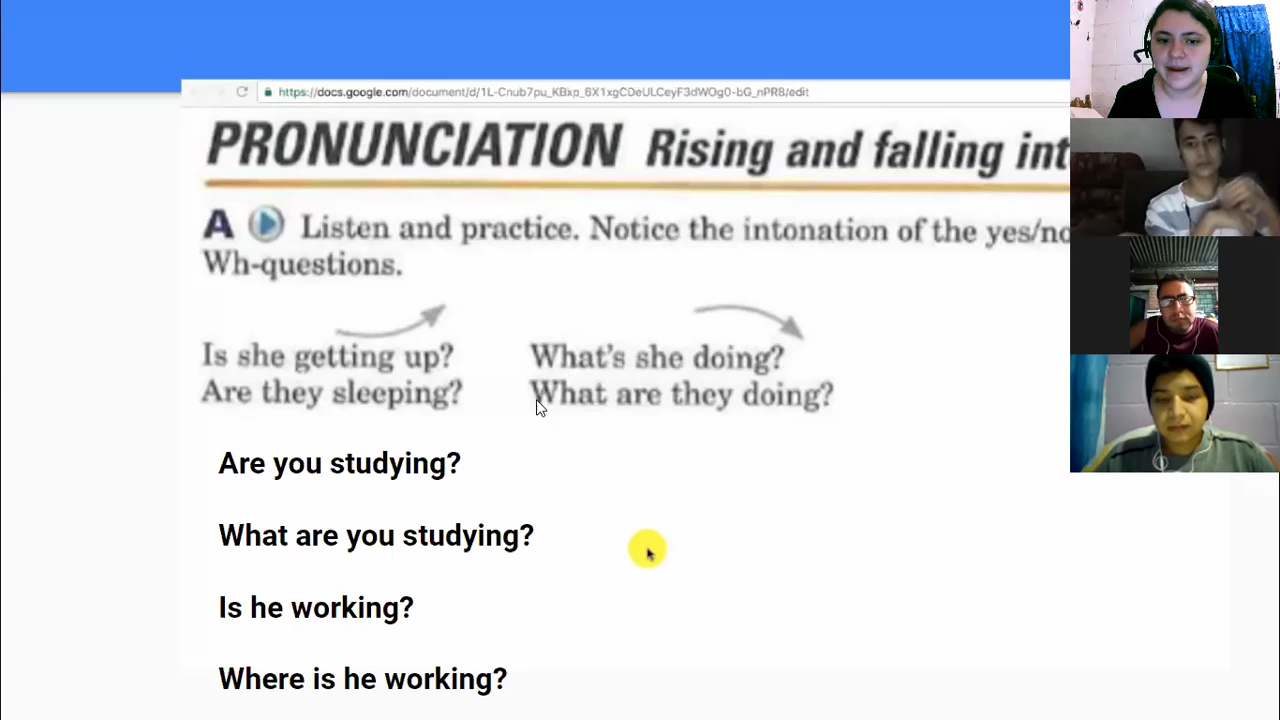 https://docs.google.com/document/d/1L-Cnub7pu_KBxp_6X1xgCDeULCeyF3dWOg0-bG_nPR8/edit
PRONUNCIATION Rising and falling int
A Listen and practice. Notice the intonation of the yes/no
Wh-questions.
Is she getting up? What's she doing?
Are they sleeping? What are they doing?
Are you studying?
What are you studying?
Is he working?
Where is he working?